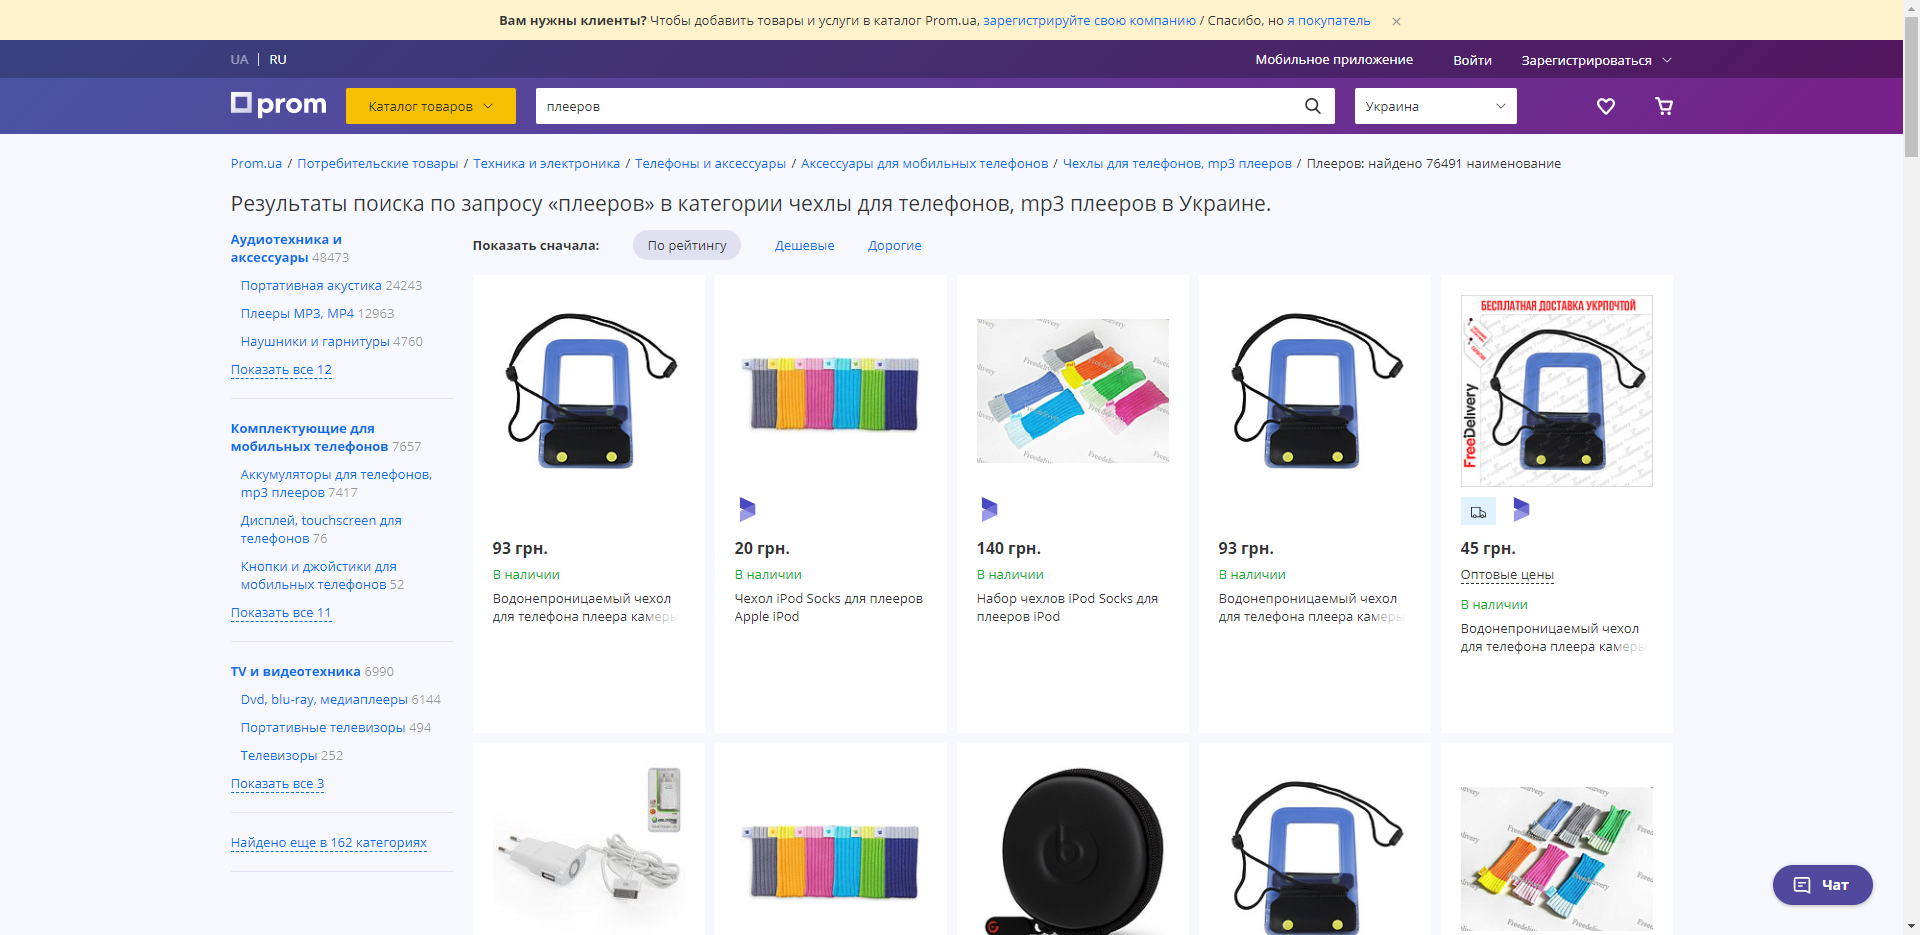 Вам нужны клиенты? Чтобы добавить товары и услуги в каталог Prom.ua, зарегистрируйте свою компанию / Спасибо, но я покупатель
UA | RU
Мобильное приложение
Войти
Зарегистрироваться
prom
Каталог товаров
плееров
Украина
Prom.ua / Потребительские товары / Техника и электроника / Телефоны и аксессуары / Аксессуары для мобильных телефонов / Чехлы для телефонов, mp3 плееров / Плееров: найдено 76491 наименование
Результаты поиска по запросу «плееров» в категории чехлы для телефонов, mp3 плееров в Украине.
Аудиотехника и
аксессуары 48473
Портативная акустика 24243
Плееры MP3, MP4 12963
Наушники и гарнитуры 4760
Показать все 12
Комплектующие для
мобильных телефонов 7657
Аккумуляторы для телефонов,
mp3 плееров 7417
Дисплей, touchscreen для
телефонов 76
Кнопки и джойстики для
мобильных телефонов 52
Показать все 11
TV и видеотехника 6990
Dvd, blu-ray, медиаплееры 6144
Портативные телевизоры 494
Телевизоры 252
Показать все 3
Найдено еще в 162 категориях
Показать сначала:
По рейтингу
Дешевые
Дорогие
93 грн.
В наличии
Водонепроницаемый чехол
для телефона плеера камеры
20 грн.
В наличии
Чехол iPod Socks для плееров
Apple iPod
Freedelivery
140 грн.
В наличии
Набор чехлов iPod Socks для
плееров iPod
93 грн.
В наличии
Водонепроницаемый чехол
для телефона плеера камеры
БЕСПЛАТНАЯ ДОСТАВКА УКРПОЧТОЙ
FreeDelivery
45 грн.
Оптовые цены
В наличии
Водонепроницаемый чехол
для телефона плеера камеры
Freedelivery
Чат